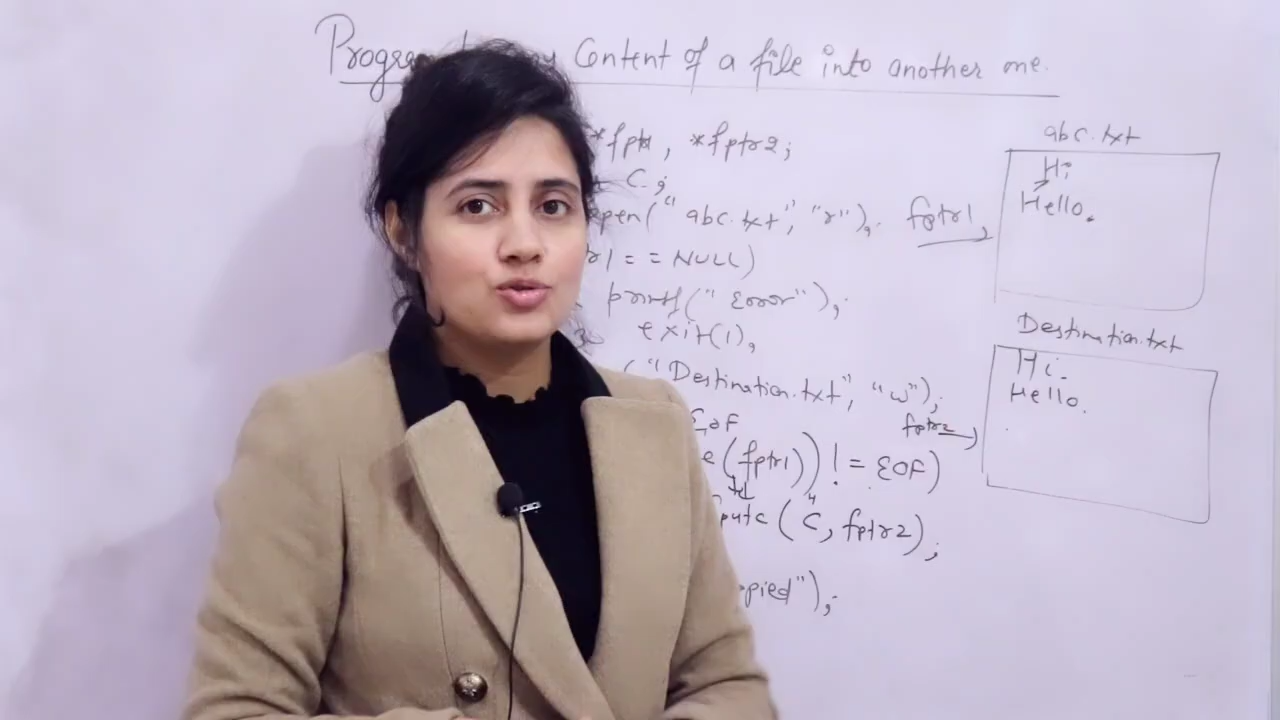 Content of a file into another one.
*fptr1, *fptr2;
C;
open("abc.txt", "r");
fptr1
== NULL)
printf("Error");
exit(1);
("Destination.txt", "w");
EOF
fptr2
(fptr1)) != EOF)
putc (C, fptr2);
pied");
abc.txt
Hi
Hello.
Destination.txt
Hi.
Hello.